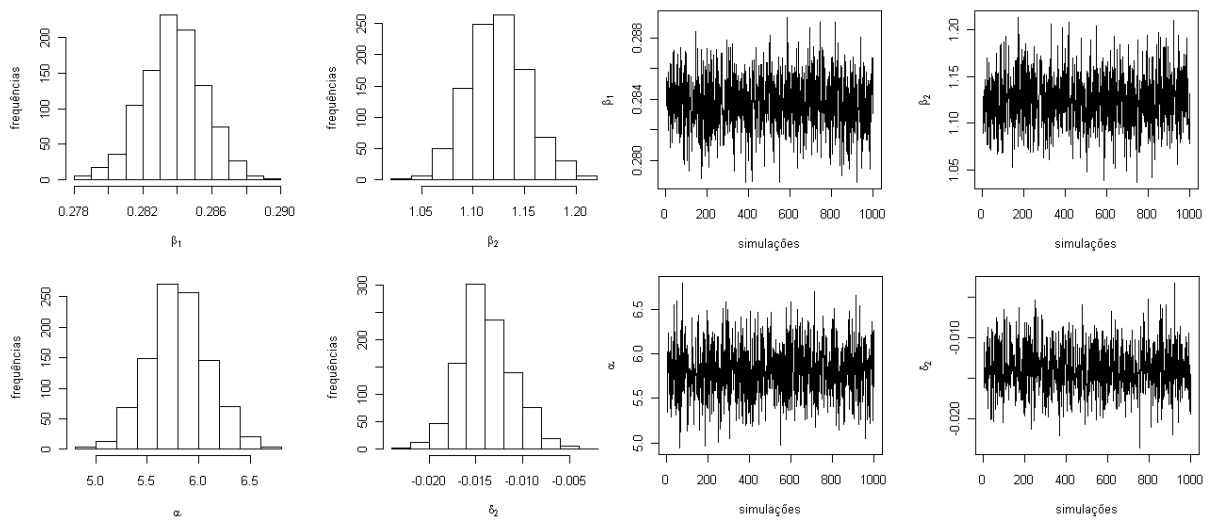 frequências
0 50 100 150 200
0.278 0.282 0.286 0.290
β1
frequências
0 50 100 150 200 250
1.05 1.10 1.15 1.20
β2
β1
0.280 0.284 0.288
0 200 400 600 800 1000
simulações
β2
1.05 1.10 1.15 1.20
0 200 400 600 800 1000
simulações
frequências
0 50 100 150 200 250
5.0 5.5 6.0 6.5
α
frequências
0 50 100 150 200 300
-0.020 -0.015 -0.010 -0.005
δ2
α
5.0 5.5 6.0 6.5
0 200 400 600 800 1000
simulações
δ2
-0.020 -0.010
0 200 400 600 800 1000
simulações